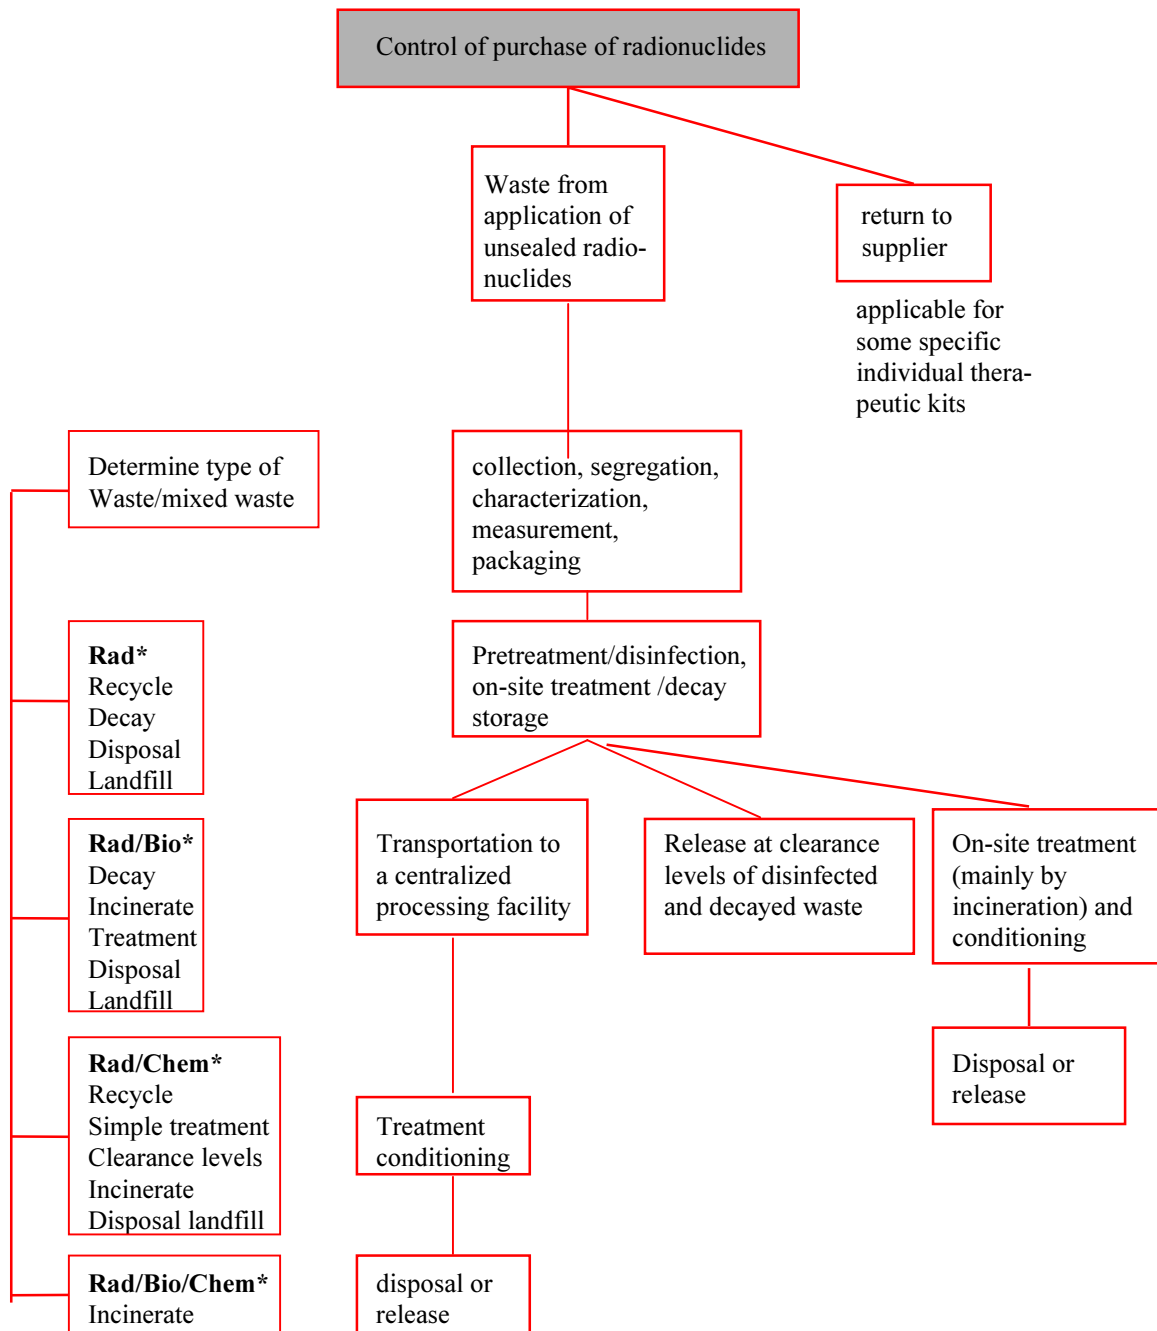 Control of purchase of radionuclides
Waste from
application of
unsealed radio-
nuclides
return to
supplier
applicable for
some specific
individual thera-
peutic kits
Determine type of
Waste/mixed waste
collection, segregation,
characterization,
measurement,
packaging
Rad*
Recycle
Decay
Disposal
Landfill
Pretreatment/disinfection,
on-site treatment /decay
storage
Rad/Bio*
Decay
Incinerate
Treatment
Disposal
Landfill
Transportation to
a centralized
processing facility
Release at clearance
levels of disinfected
and decayed waste
On-site treatment
(mainly by
incineration) and
conditioning
Rad/Chem*
Recycle
Simple treatment
Clearance levels
Incinerate
Disposal landfill
Treatment
conditioning
Disposal or
release
Rad/Bio/Chem*
Incinerate
disposal or
release